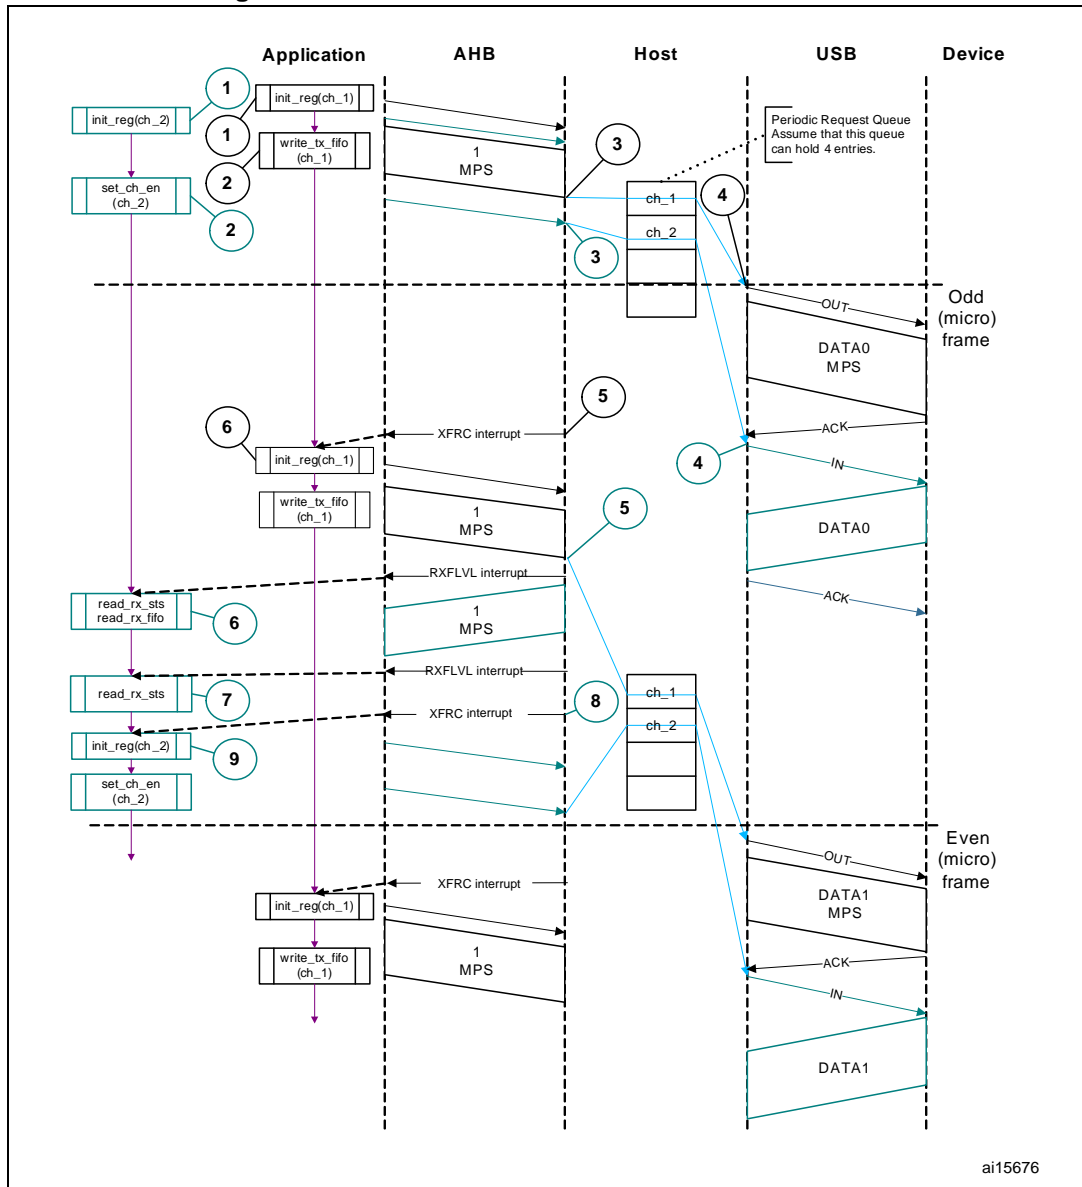 Application
AHB
Host
USB
Device
1
init_reg(ch_1)
init_reg(ch_2)
1
Periodic Request Queue
Assume that this queue
can hold 4 entries.
write_tx_fifo
(ch_1)
1
MPS
3
2
set_ch_en
(ch_2)
4
ch_1
2
ch_2
3
Odd
(micro)
frame
OUT
DATA0
MPS
5
6
XFRC interrupt
ACK
init_reg(ch_1)
4
IN
write_tx_fifo
(ch_1)
1
MPS
5
DATA0
RXFLVL interrupt
read_rx_sts
read_rx_fifo
6
1
MPS
ACK
RXFLVL interrupt
read_rx_sts
7
8
ch_1
XFRC interrupt
ch_2
init_reg(ch_2)
9
set_ch_en
(ch_2)
Even
(micro)
frame
OUT
XFRC interrupt
DATA1
MPS
init_reg(ch_1)
write_tx_fifo
(ch_1)
1
MPS
ACK
IN
DATA1
ai15676